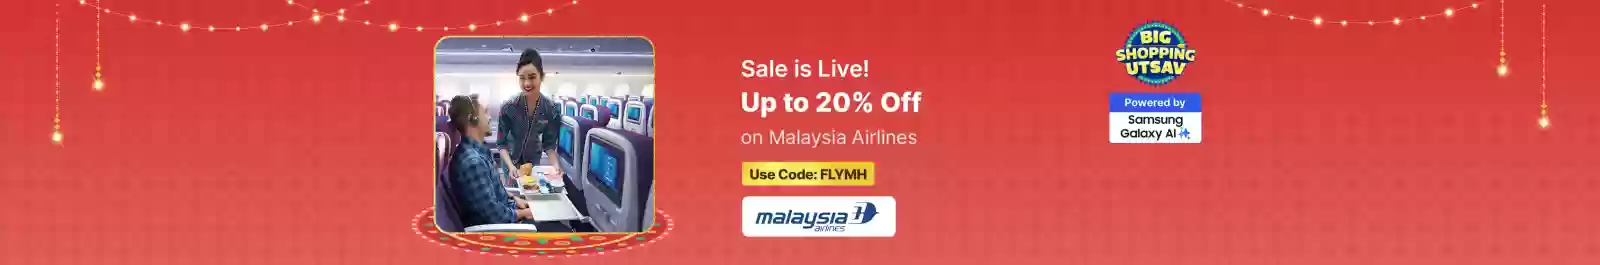 Sale is Live!
Up to 20% Off
on Malaysia Airlines
Use Code: FLYMH
malaysia
airlines
BIG
SHOPPING
UTSAV
Powered by
Samsung
Galaxy AI